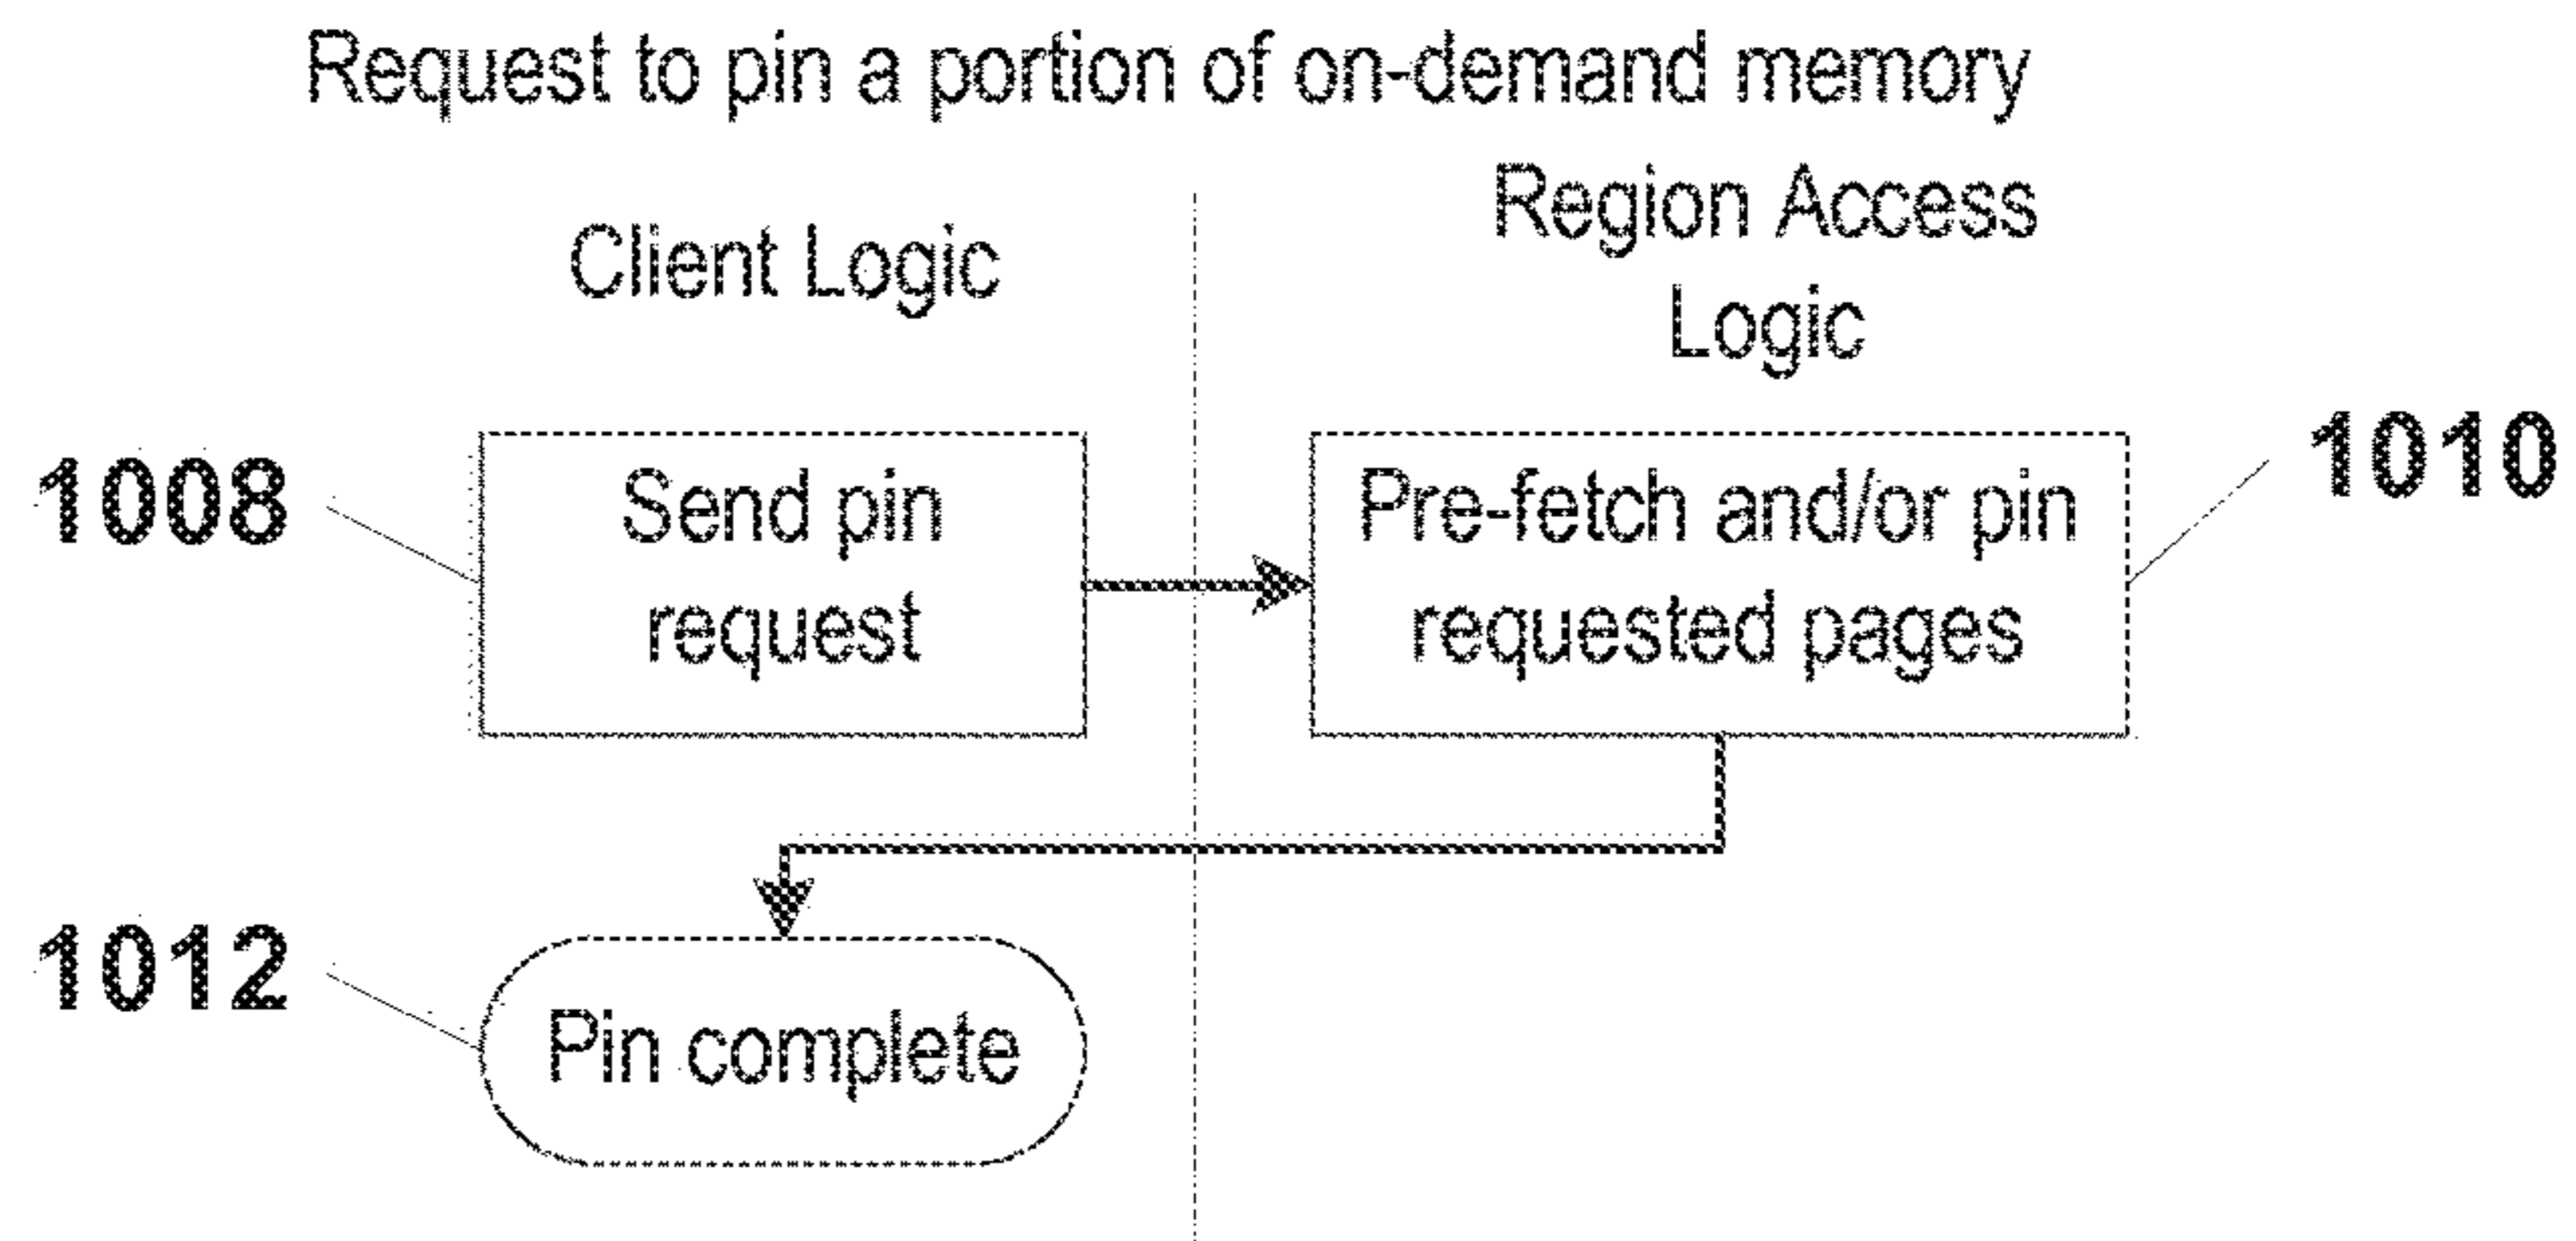 Request to pin a portion of on-demand memory
Client Logic
Region Access
Logic
1008
Send pin
request
Pre-fetch and/or pin
requested pages
1010
1012
Pin complete